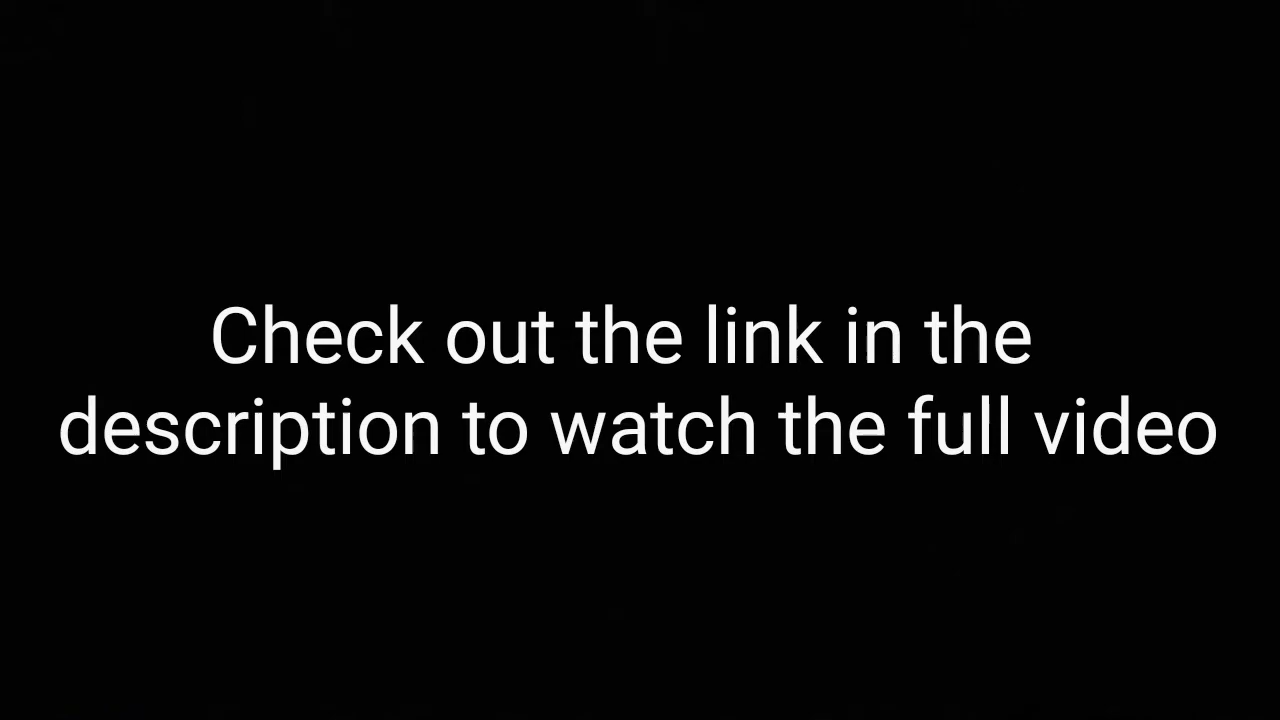 Check out the link in the
description to watch the full video